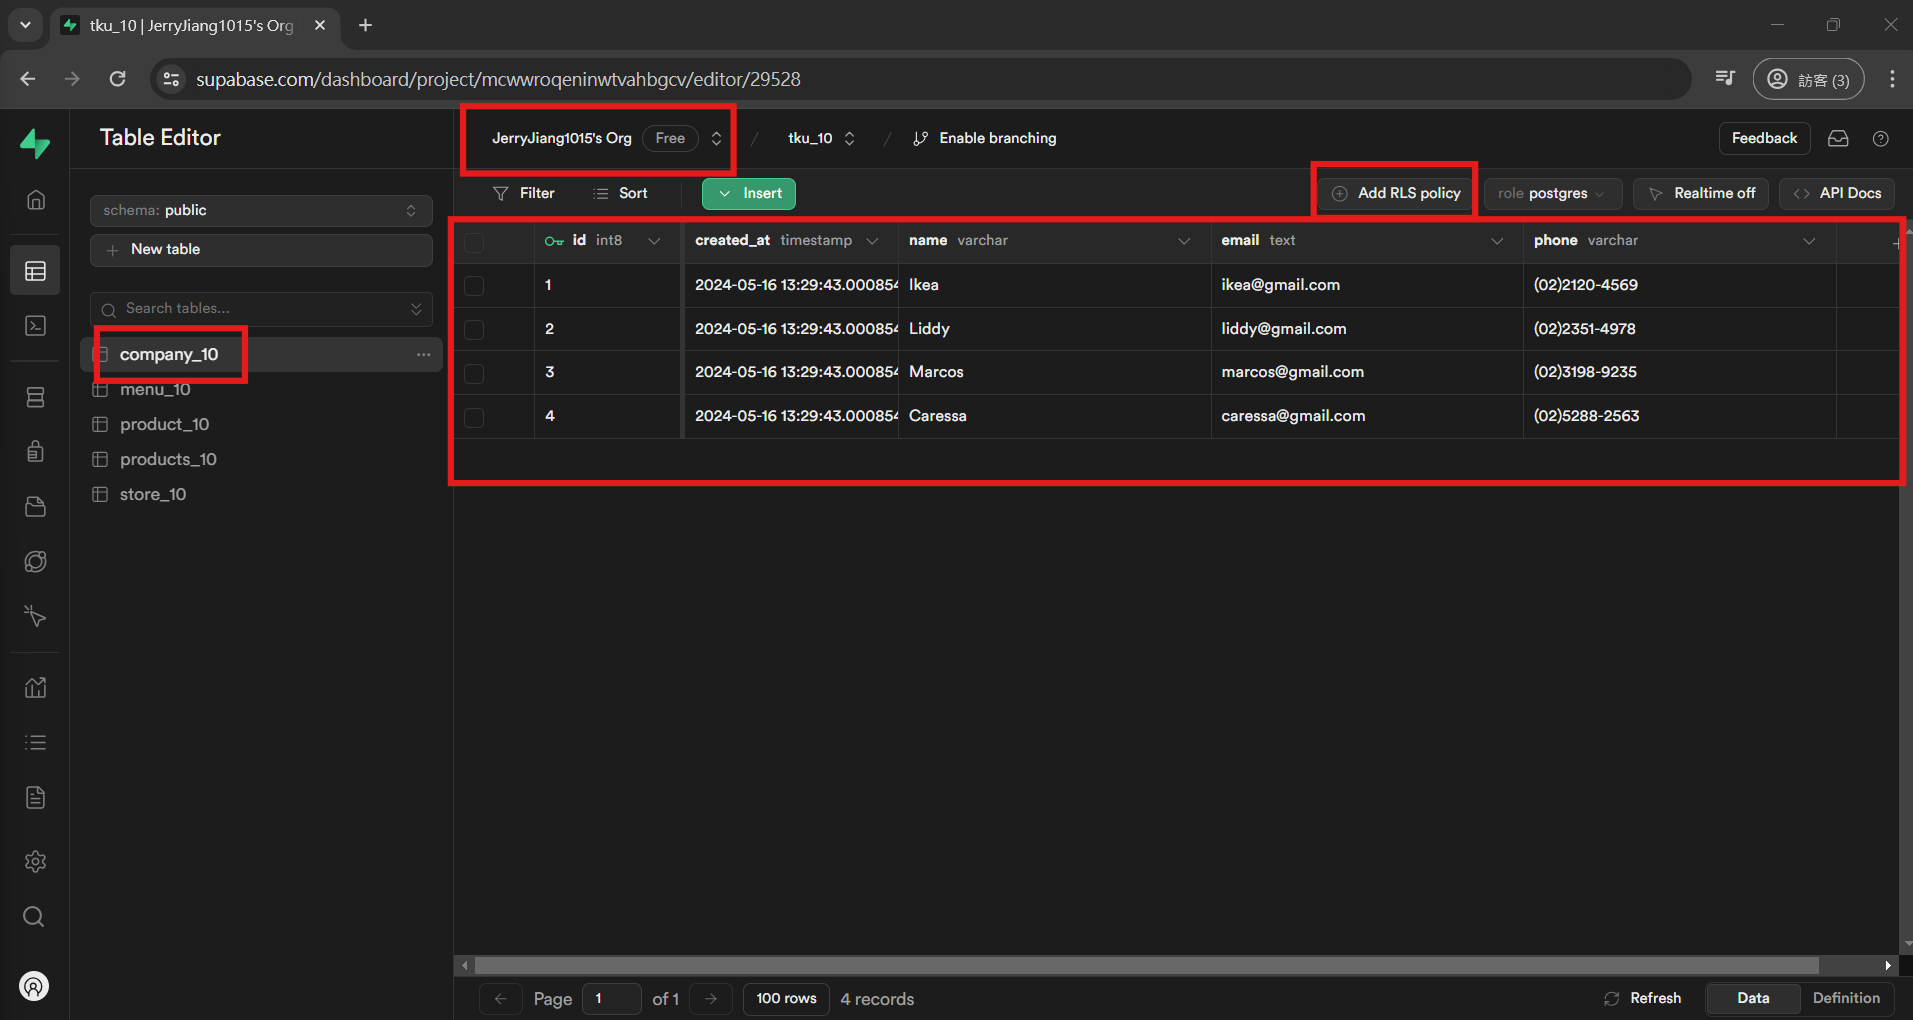 tku_10 | JerryJiang1015's Org
supabase.com/dashboard/project/mcwwroqeninwtvahbgcv/editor/29528
訪客 (3)
Table Editor
JerryJiang1015's Org Free / tku_10 / Enable branching
Feedback
schema: public
New table
Search tables...
company_10
menu_10
product_10
products_10
store_10
Filter Sort Insert Add RLS policy role postgres Realtime off API Docs
id int8 created_at timestamp name varchar email text phone varchar
1 2024-05-16 13:29:43.000854 Ikea ikea@gmail.com (02)2120-4569
2 2024-05-16 13:29:43.000854 Liddy liddy@gmail.com (02)2351-4978
3 2024-05-16 13:29:43.000854 Marcos marcos@gmail.com (02)3198-9235
4 2024-05-16 13:29:43.000854 Caressa caressa@gmail.com (02)5288-2563
Page 1 of 1 100 rows 4 records Refresh Data Definition